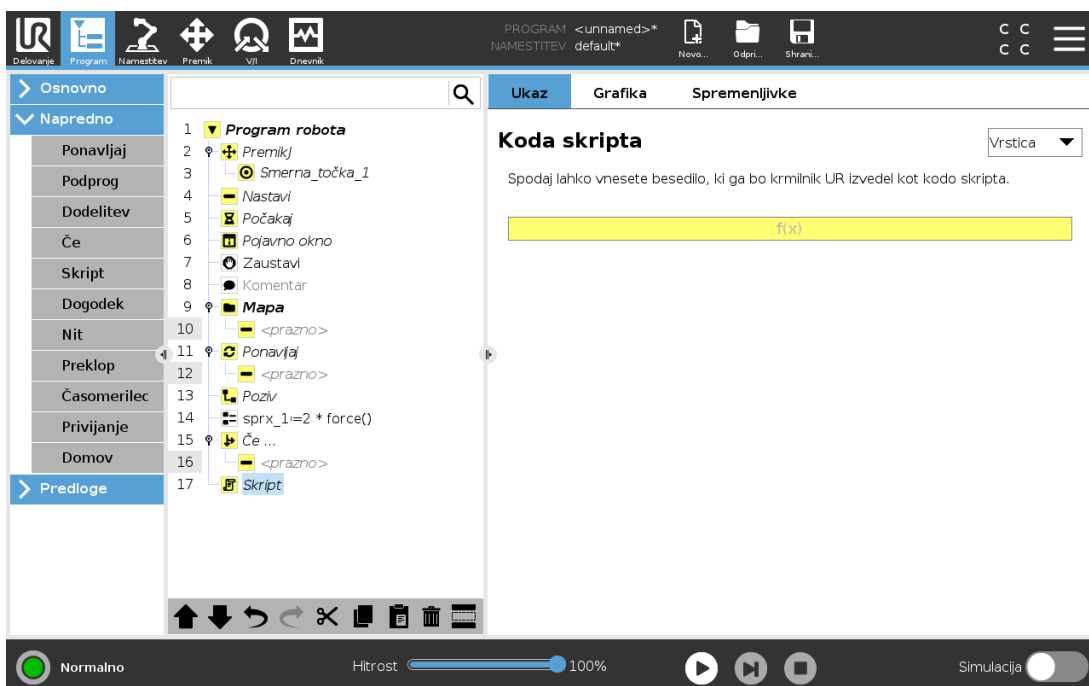 PROGRAM <unnamed>*
NAMESTITEV default*
Delovanje Program Namestitev Premik V/I Dnevnik Novo... Odpri... Shrani...
C C
C C
Osnovno
Napredno
Ponavljaj
Podprog
Dodelitev
Če
Skript
Dogodek
Nit
Preklop
Časomerilec
Privijanje
Domov
Predloge
1 Program robota
2 PremikJ
3 Smerna_točka_1
4 Nastavi
5 Počakaj
6 Pojavno okno
7 Zaustavi
8 Komentar
9 Mapa
10 <prazno>
11 Ponavljaj
12 <prazno>
13 Poziv
14 sprx_1:=2 * force()
15 Če ...
16 <prazno>
17 Skript
Ukaz Grafika Spremenljivke
Koda skripta
Vrstica
Spodaj lahko vnesete besedilo, ki ga bo krmilnik UR izvedel kot kodo skripta.
f(x)
Normalno Hitrost 100% Simulacija